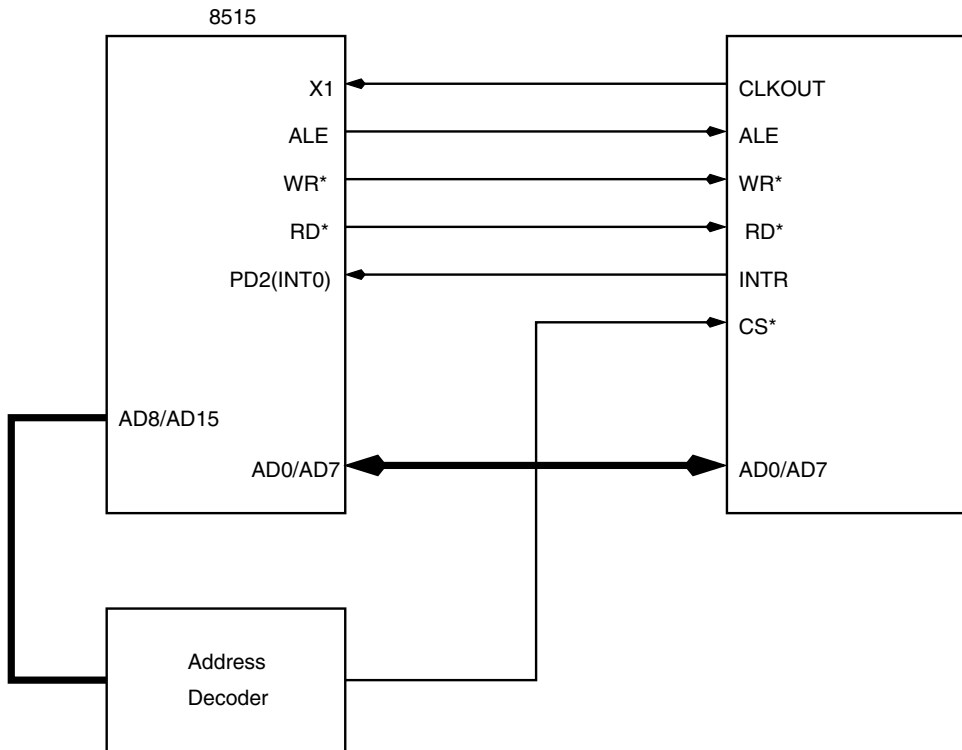 8515
X1
CLKOUT
ALE
ALE
WR*
WR*
RD*
RD*
PD2(INT0)
INTR
CS*
AD8/AD15
AD0/AD7
AD0/AD7
Address
Decoder